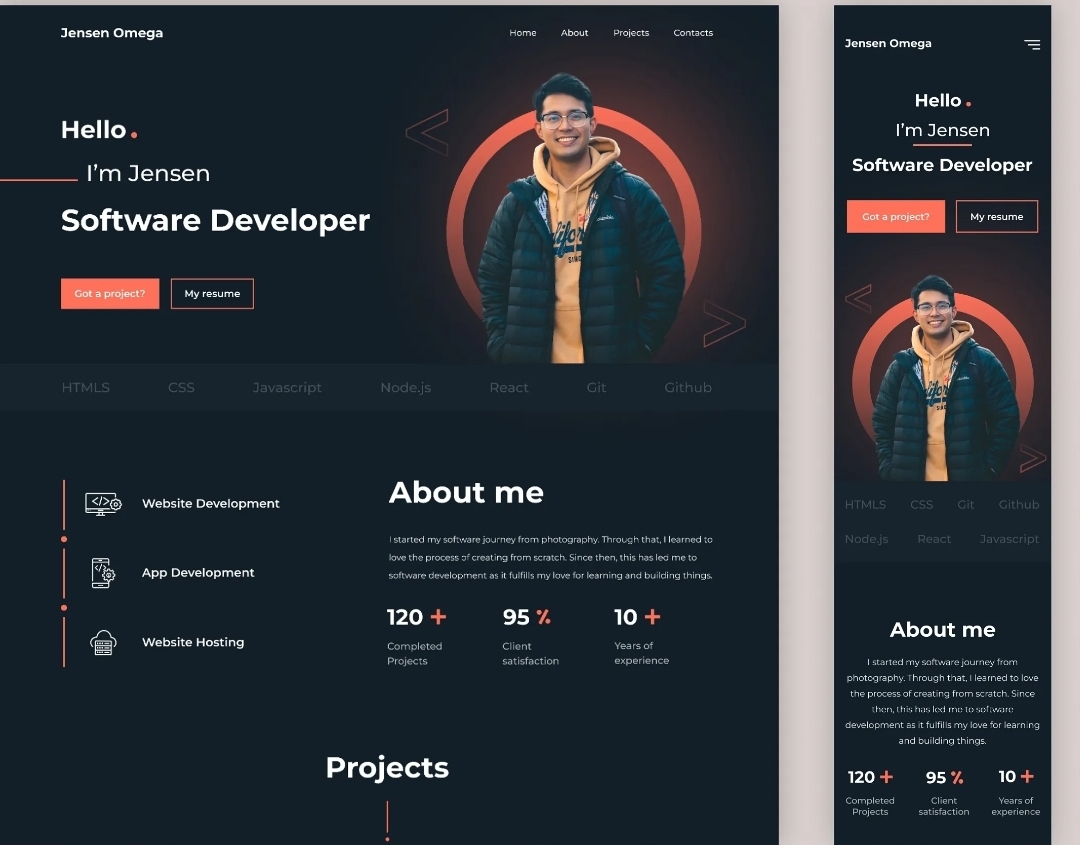 Jensen Omega
Home About Projects Contacts
Hello.
I'm Jensen
Software Developer
Got a project? My resume
HTMLS CSS Javascript Node.js React Git Github
Website Development
App Development
Website Hosting
About me
I started my software journey from photography. Through that, I learned to
love the process of creating from scratch. Since then, this has led me to
software development as it fulfills my love for learning and building things.
120 + 95 % 10 +
Completed Client Years of
Projects satisfaction experience
Projects
Jensen Omega
Hello.
I'm Jensen
Software Developer
Got a project? My resume
HTMLS CSS Git Github
Node.js React Javascript
About me
I started my software journey from
photography. Through that, I learned to love
the process of creating from scratch. Since
then, this has led me to software
development as it fulfills my love for learning
and building things.
120 + 95 % 10 +
Completed Client Years of
Projects satisfaction experience